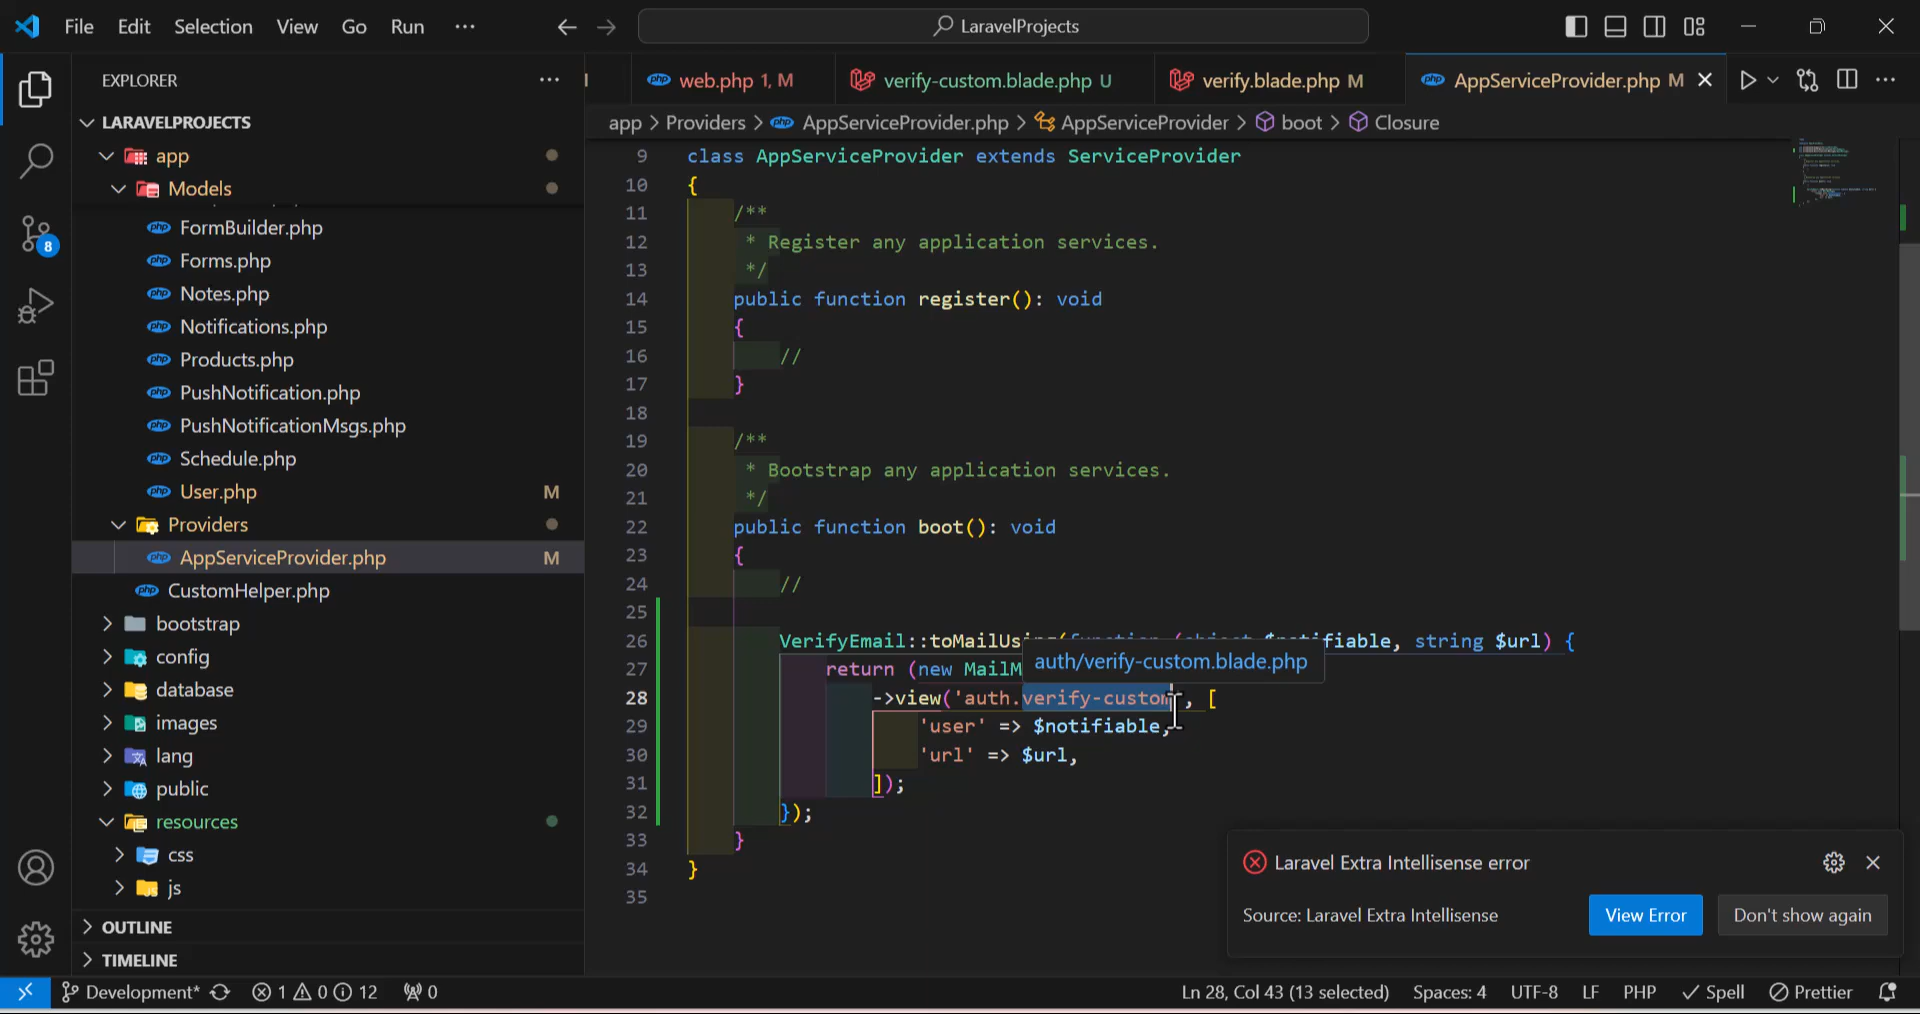 File Edit Selection View Go Run ···
LaravelProjects
EXPLORER
LARAVELPROJECTS
app
Models
FormBuilder.php
Forms.php
Notes.php
Notifications.php
Products.php
PushNotification.php
PushNotificationMsgs.php
Schedule.php
User.php M
Providers
AppServiceProvider.php M
CustomHelper.php
bootstrap
config
database
images
lang
public
resources
css
js
OUTLINE
TIMELINE
8
web.php 1, M
verify-custom.blade.php U
verify.blade.php M
AppServiceProvider.php M
app > Providers > AppServiceProvider.php > AppServiceProvider > boot > Closure
9 class AppServiceProvider extends ServiceProvider
10 {
11 /**
12 * Register any application services.
13 */
14 public function register(): void
15 {
16 //
17 }
18
19 /**
20 * Bootstrap any application services.
21 */
22 public function boot(): void
23 {
24 //
25
26 VerifyEmail::toMailUsing(function (object $notifiable, string $url) {
auth/verify-custom.blade.php
27 return (new MailM
28 ->view('auth.verify-custom', [
29 'user' => $notifiable,
30 'url' => $url,
31 ]);
32 });
33 }
34 }
35
Laravel Extra Intellisense error
Source: Laravel Extra Intellisense
View Error
Don't show again
Development* 1 0 12 0
Ln 28, Col 43 (13 selected) Spaces: 4 UTF-8 LF PHP Spell Prettier